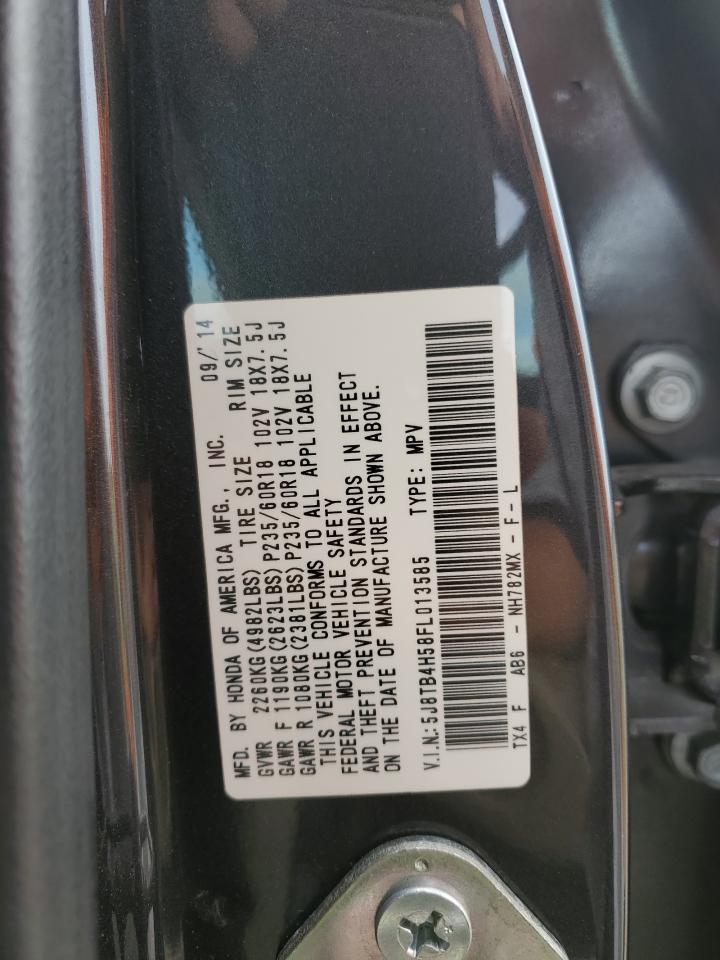 MFD. BY HONDA OF AMERICA MFG., INC. 09/'14
GVWR 2260KG(4982LBS) TIRE SIZE RIM SIZE
GAWR F 1190KG(2623LBS) P235/60R18 102V 18X7.5J
GAWR R 1080KG(2381LBS) P235/60R18 102V 18X7.5J
THIS VEHICLE CONFORMS TO ALL APPLICABLE
FEDERAL MOTOR VEHICLE SAFETY
AND THEFT PREVENTION STANDARDS IN EFFECT
ON THE DATE OF MANUFACTURE SHOWN ABOVE.
V.I.N.:5J8TB4H58FL013585 TYPE: MPV
TX4 F AB6 - NH782MX - F - L